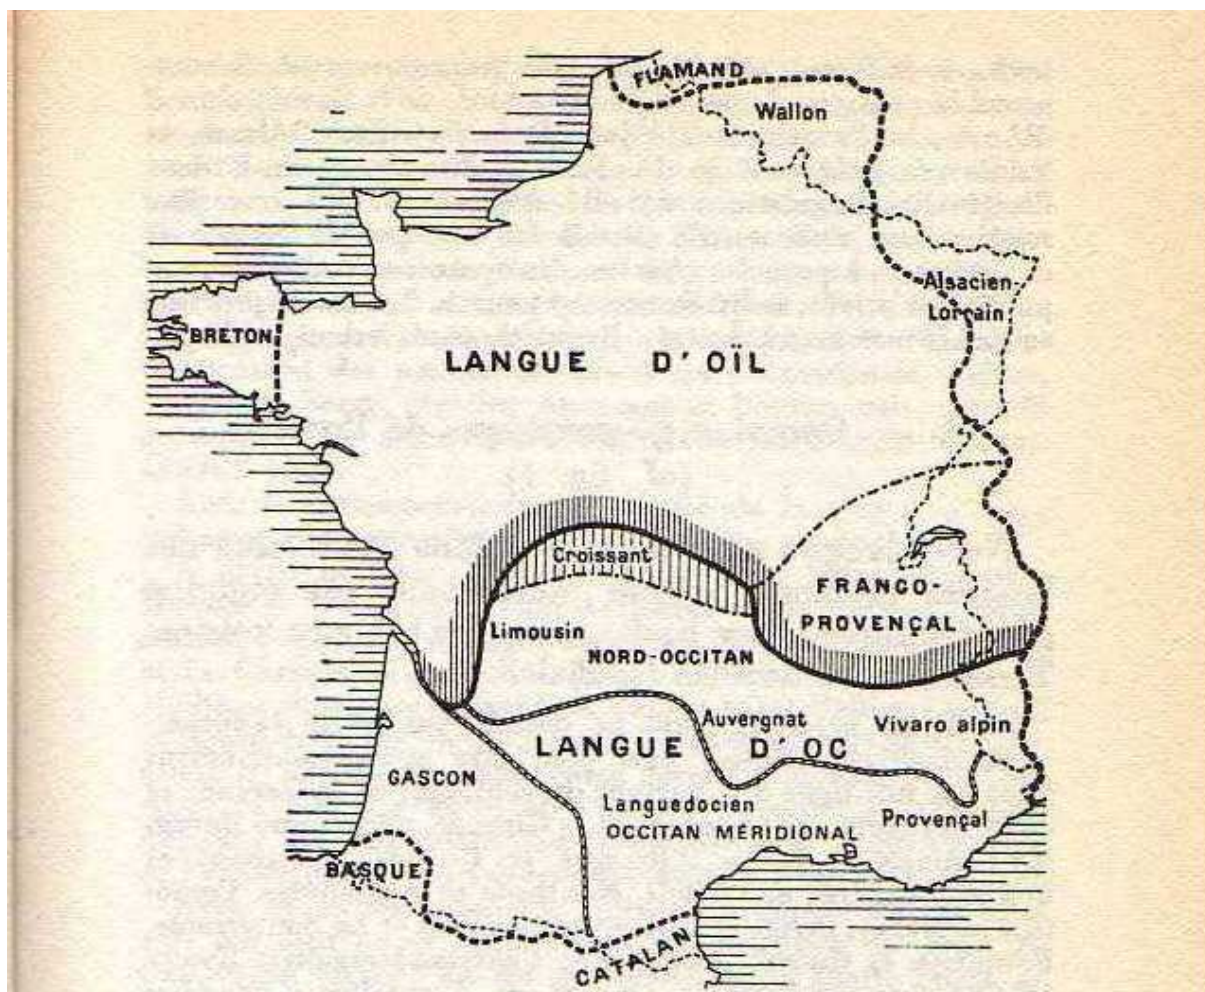 FLAMAND
Wallon
Alsacien-
Lorrain
BRETON
LANGUE D'OÏL
Croissant
FRANCO-
PROVENÇAL
Limousin
NORD-OCCITAN
Auvergnat
Vivaro alpin
LANGUE D'OC
GASCON
Languedocien
Provençal
OCCITAN MÉRIDIONAL
BASQUE
CATALAN